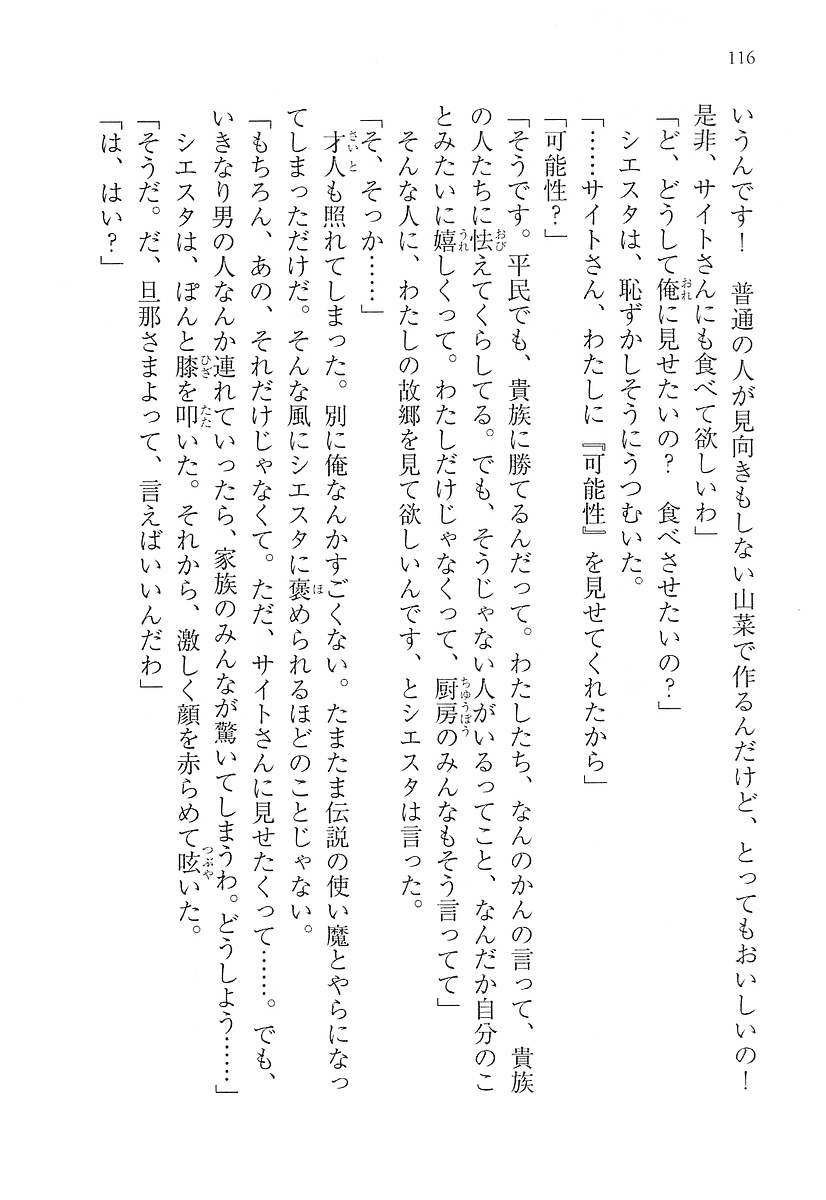 116
いうんです！　普通の人が見向きもしない山菜で作るんだけど、とってもおいしいの！
是非、サイトさんにも食べて欲しいわ」
「ど、どうして俺に見せたいの？　食べさせたいの？」
　シエスタは、恥ずかしそうにうつむいた。
「……サイトさん、わたしに『可能性』を見せてくれたから」
「可能性？」
「そうです。平民でも、貴族に勝てるんだって。わたしたち、なんのかんの言って、貴族
の人たちに怯えてくらしてる。でも、そうじゃない人がいるってこと、なんだか自分のこ
とみたいに嬉しくって。わたしだけじゃなくって、厨房のみんなもそう言ってて」
　そんな人に、わたしの故郷を見て欲しいんです、とシエスタは言った。
「そ、そっか……」
　才人も照れてしまった。別に俺なんかすごくない。たまたま伝説の使い魔とやらになっ
てしまっただけだ。そんな風にシエスタに褒められるほどのことじゃない。
「もちろん、あの、それだけじゃなくて。ただ、サイトさんに見せたくって……。でも、
いきなり男の人なんか連れていったら、家族のみんなが驚いてしまうわ。どうしよう……」
　シエスタは、ぽんと膝を叩いた。それから、激しく顔を赤らめて呟いた。
「そうだ。だ、旦那さまよって、言えばいいんだわ」
「は、はい？」